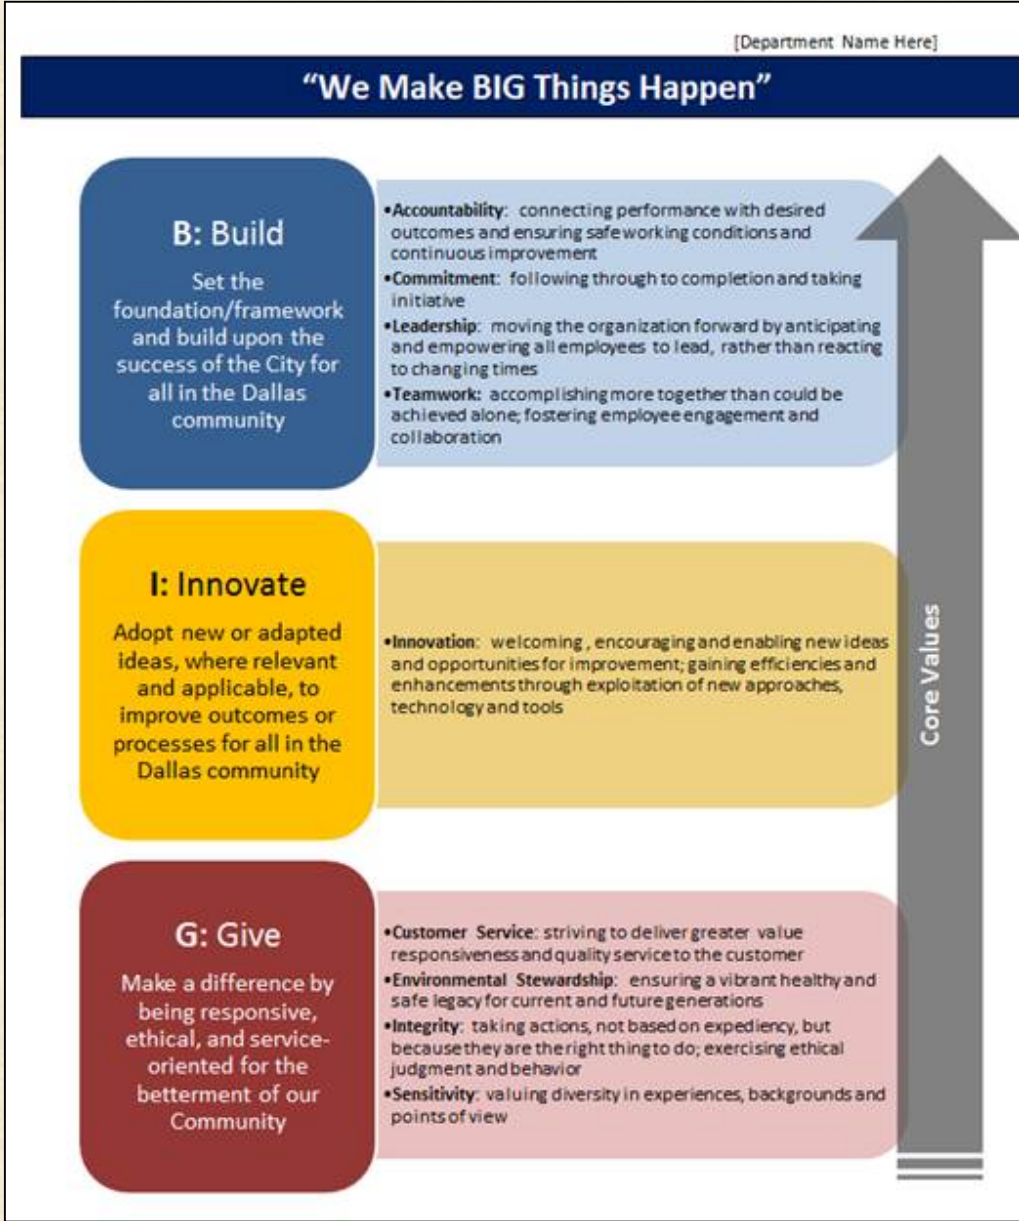 [Department Name Here]
“We Make BIG Things Happen”
B: Build
Set the
foundation/framework
and build upon the
success of the City for
all in the Dallas
community
•Accountability: connecting performance with desired
outcomes and ensuring safe working conditions and
continuous improvement
•Commitment: following through to completion and taking
initiative
•Leadership: moving the organization forward by anticipating
and empowering all employees to lead, rather than reacting
to changing times
•Teamwork: accomplishing more together than could be
achieved alone; fostering employee engagement and
collaboration
I: Innovate
Adopt new or adapted
ideas, where relevant
and applicable, to
improve outcomes or
processes for all in the
Dallas community
•Innovation: welcoming , encouraging and enabling new ideas
and opportunities for improvement; gaining efficiencies and
enhancements through exploitation of new approaches,
technology and tools
G: Give
Make a difference by
being responsive,
ethical, and service-
oriented for the
betterment of our
Community
•Customer Service: striving to deliver greater value
responsiveness and quality service to the customer
•Environmental Stewardship: ensuring a vibrant healthy and
safe legacy for current and future generations
•Integrity: taking actions, not based on expediency, but
because they are the right thing to do; exercising ethical
judgment and behavior
•Sensitivity: valuing diversity in experiences, backgrounds and
points of view
Core Values